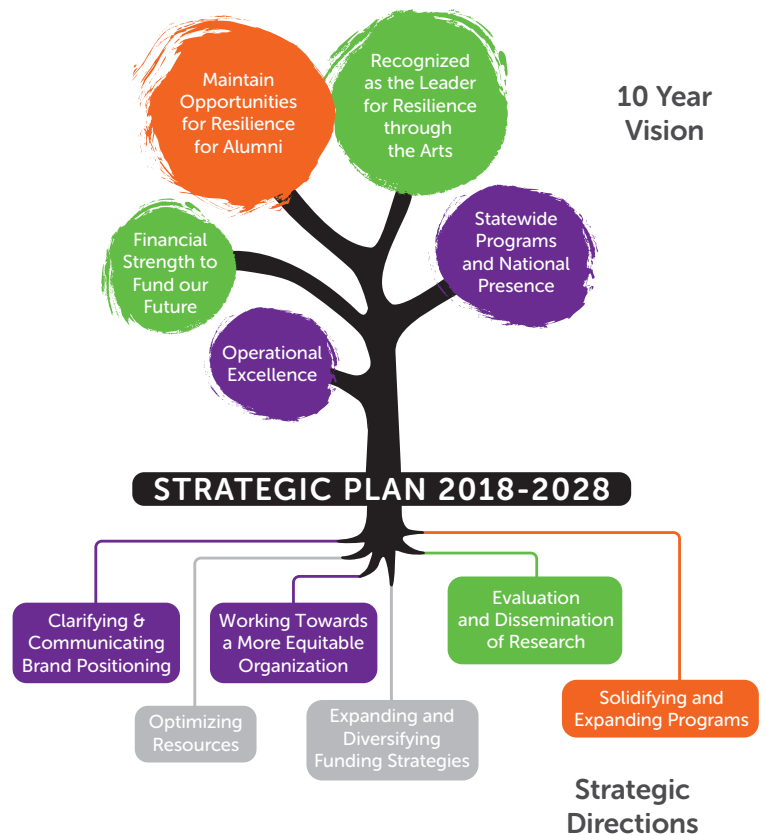 Maintain
Opportunities
for Resilience
for Alumni
Recognized
as the Leader
for Resilience
through
the Arts
10 Year
Vision
Financial
Strength to
Fund our
Future
Statewide
Programs
and National
Presence
Operational
Excellence
STRATEGIC PLAN 2018-2028
Clarifying &
Communicating
Brand Positioning
Working Towards
a More Equitable
Organization
Evaluation
and Dissemination
of Research
Optimizing
Resources
Expanding and
Diversifying
Funding Strategies
Solidifying and
Expanding Programs
Strategic
Directions